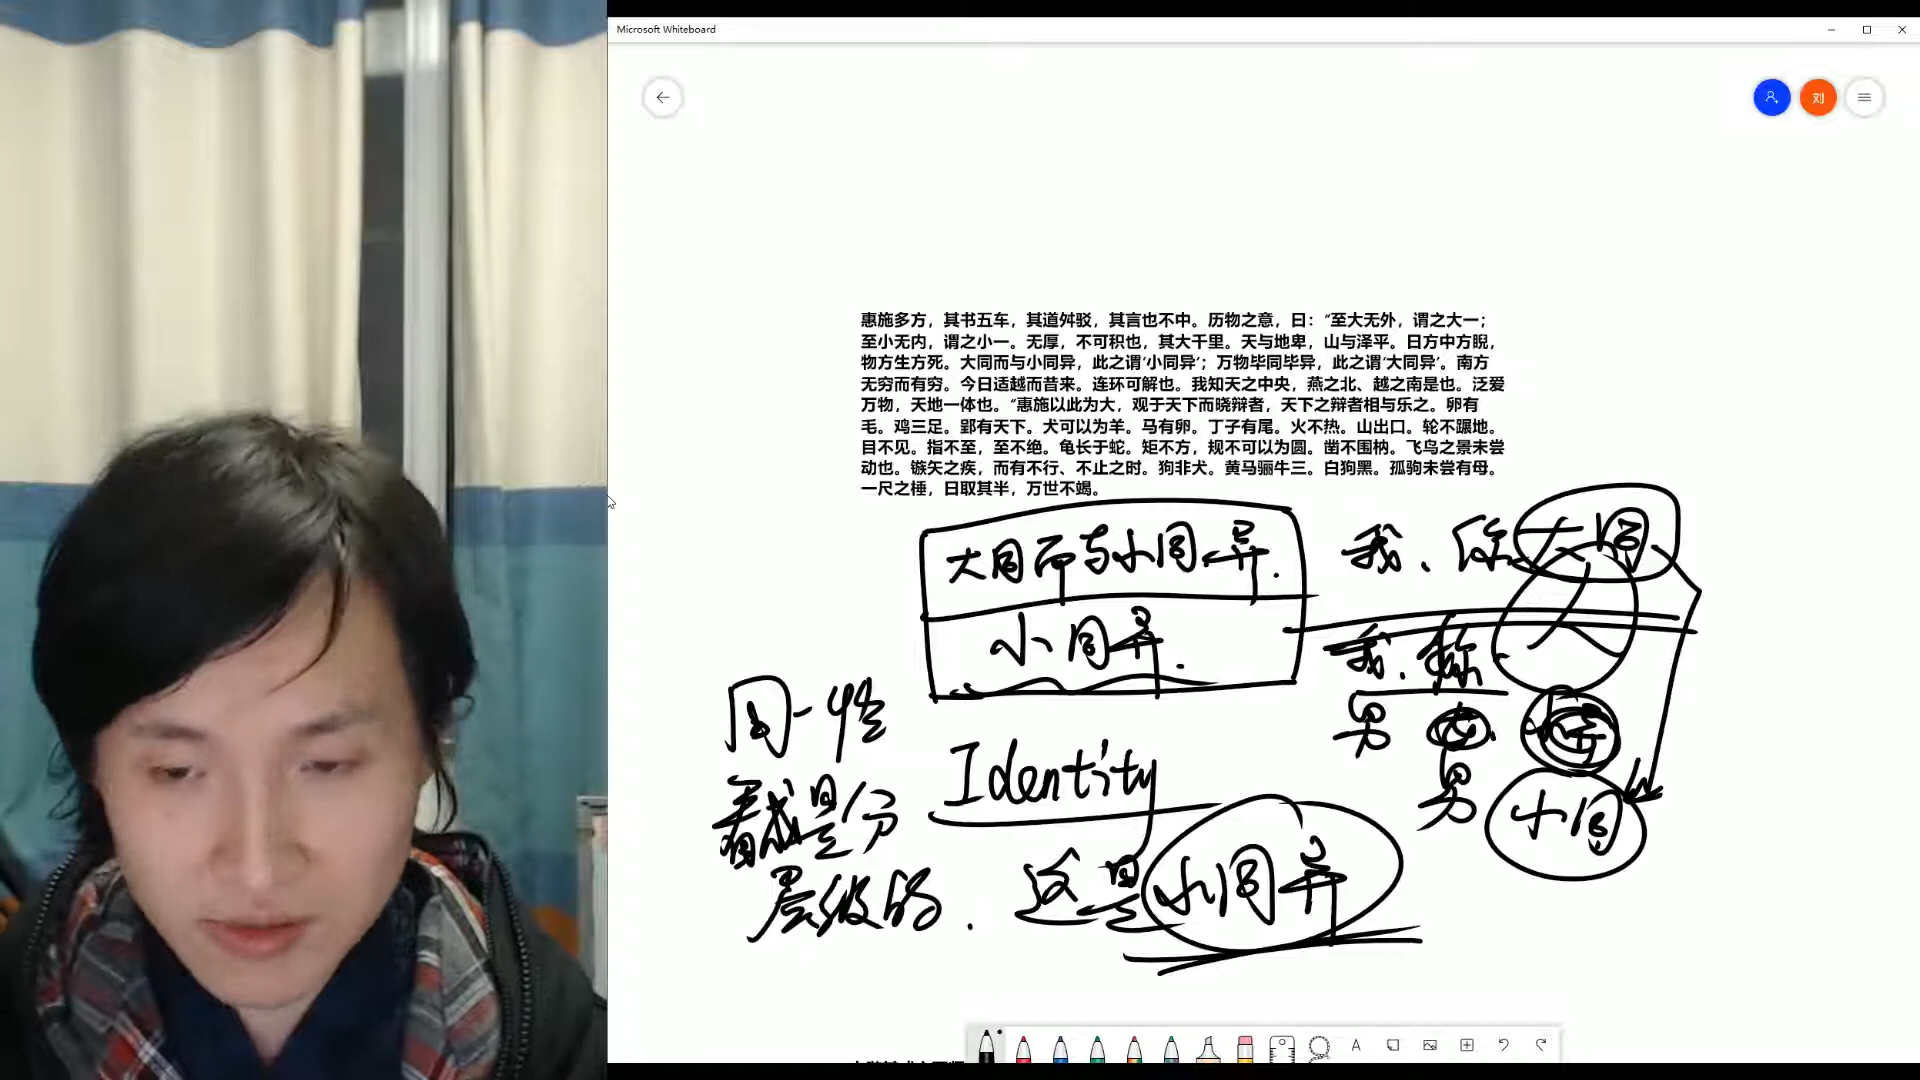 Microsoft Whiteboard
刘
惠施多方，其书五车，其道舛驳，其言也不中。历物之意，曰：“至大无外，谓之大一；
至小无内，谓之小一。无厚，不可积也，其大千里。天与地卑，山与泽平。日方中方睨，
物方生方死。大同而与小同异，此之谓‘小同异’；万物毕同毕异，此之谓‘大同异’。南方
无穷而有穷。今日适越而昔来。连环可解也。我知天之中央，燕之北、越之南是也。泛爱
万物，天地一体也。”惠施以此为大，观于天下而晓辩者，天下之辩者相与乐之。卵有
毛。鸡三足。郢有天下。犬可以为羊。马有卵。丁子有尾。火不热。山出口。轮不蹍地。
目不见。指不至，至不绝。龟长于蛇。矩不方，规不可以为圆。凿不围枘。飞鸟之景未尝
动也。镞矢之疾，而有不行、不止之时。狗非犬。黄马骊牛三。白狗黑。孤驹未尝有母。
一尺之棰，日取其半，万世不竭。
大同而与小同异.
小同异.
我、你 大同
人
我、你
男 女
男 小同
同一性
Identity
看成是分
层级的. 这是小同异
A